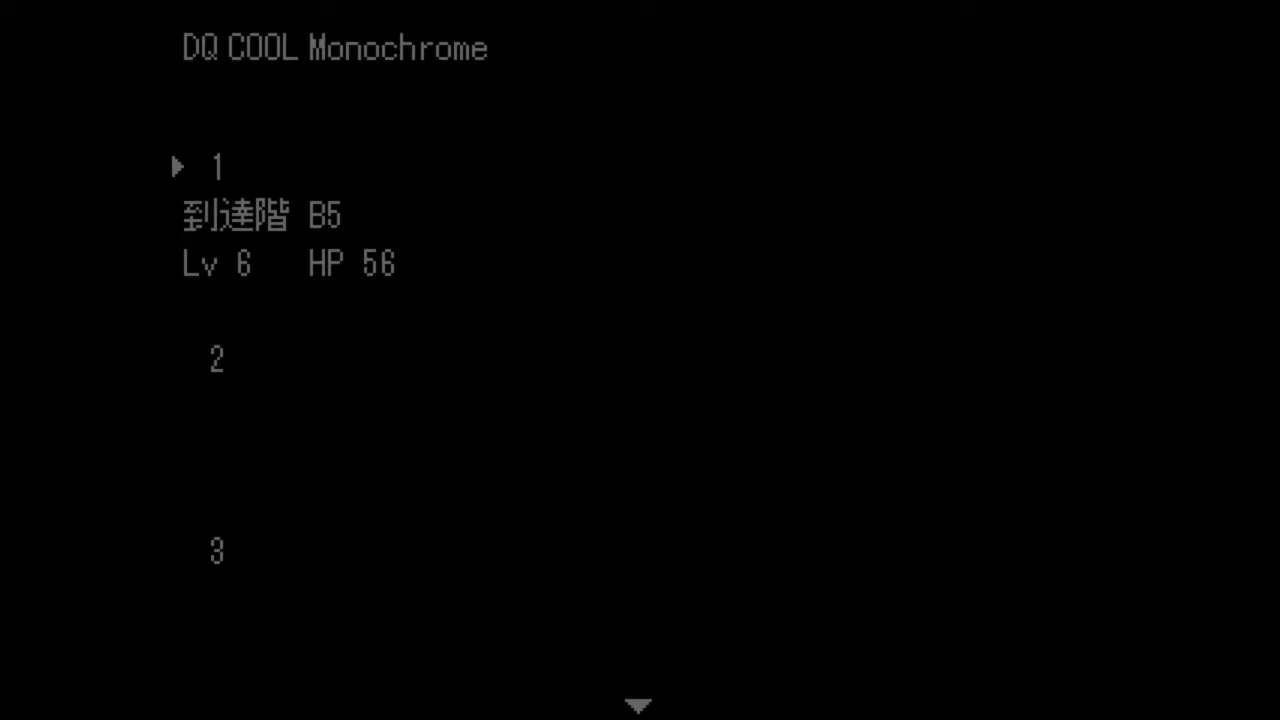 DQ COOL Monochrome
1
到達階 B5
Lv 6 HP 56
2
3